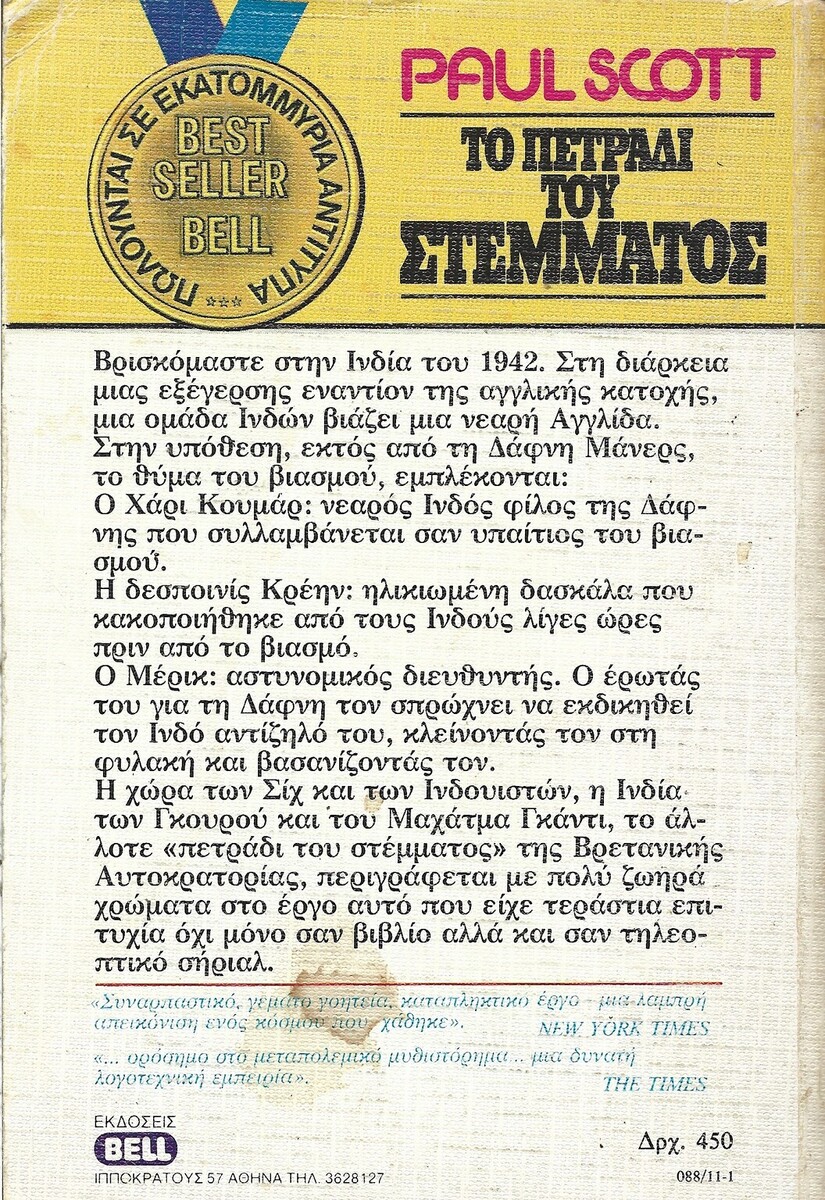 ΠΩΛΟΥΝΤΑΙ ΣΕ ΕΚΑΤΟΜΜΥΡΙΑ ΑΝΤΙΤΥΠΑ
BEST
SELLER
BELL
PAUL SCOTT
ΤΟ ΠΕΤΡΑΔΙ
ΤΟΥ
ΣΤΕΜΜΑΤΟΣ
Βρισκόμαστε στην Ινδία του 1942. Στη διάρκεια
μιας εξέγερσης εναντίον της αγγλικής κατοχής,
μια ομάδα Ινδών βιάζει μια νεαρή Αγγλίδα.
Στην υπόθεση, εκτός από τη Δάφνη Μάνερς,
το θύμα του βιασμού, εμπλέκονται:
Ο Χάρι Κουμάρ: νεαρός Ινδός φίλος της Δάφ-
νης που συλλαμβάνεται σαν υπαίτιος του βια-
σμού.
Η δεσποινίς Κρέην: ηλικιωμένη δασκάλα που
κακοποιήθηκε από τους Ινδούς λίγες ώρες
πριν από το βιασμό.
Ο Μέρικ: αστυνομικός διευθυντής. Ο έρωτάς
του για τη Δάφνη τον σπρώχνει να εκδικηθεί
τον Ινδό αντίζηλό του, κλείνοντάς τον στη
φυλακή και βασανίζοντάς τον.
Η χώρα των Σίχ και των Ινδουιστών, η Ινδία
των Γκουρού και του Μαχάτμα Γκάντι, το άλ-
λοτε «πετράδι του στέμματος» της Βρετανικής
Αυτοκρατορίας, περιγράφεται με πολύ ζωηρά
χρώματα στο έργο αυτό που είχε τεράστια επι-
τυχία όχι μόνο σαν βιβλίο αλλά και σαν τηλεο-
πτικό σήριαλ.
«Συναρπαστικό, γεμάτο γοητεία, καταπληκτικό έργο - μια λαμπρή
απεικόνιση ενός κόσμου που χάθηκε».
NEW YORK TIMES
«... ορόσημο στο μεταπολεμικό μυθιστόρημα... μια δυνατή
λογοτεχνική εμπειρία».
THE TIMES
ΕΚΔΟΣΕΙΣ
BELL
ΙΠΠΟΚΡΑΤΟΥΣ 57 ΑΘΗΝΑ ΤΗΛ. 3628127
Δρχ. 450
088/11-1